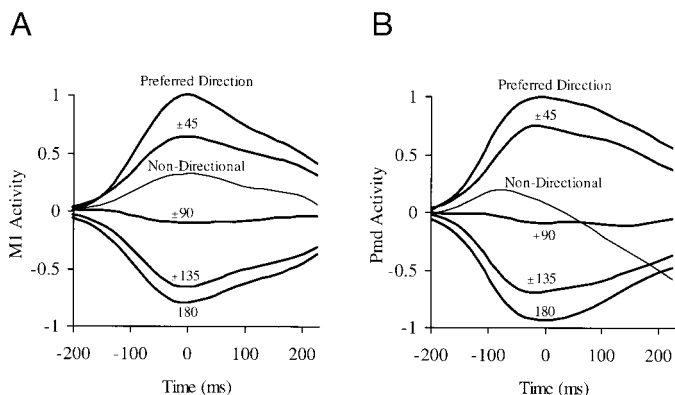 A
Preferred Direction
1
±45
0.5
Non-Directional
0
±90
-0.5
±135
180
-1
-200 -100 0 100 200
Time (ms)
M1 Activity
B
Preferred Direction
1
±45
0.5
Non-Directional
0
+90
-0.5
±135
180
-1
-200 -100 0 100 200
Time (ms)
Pmd Activity